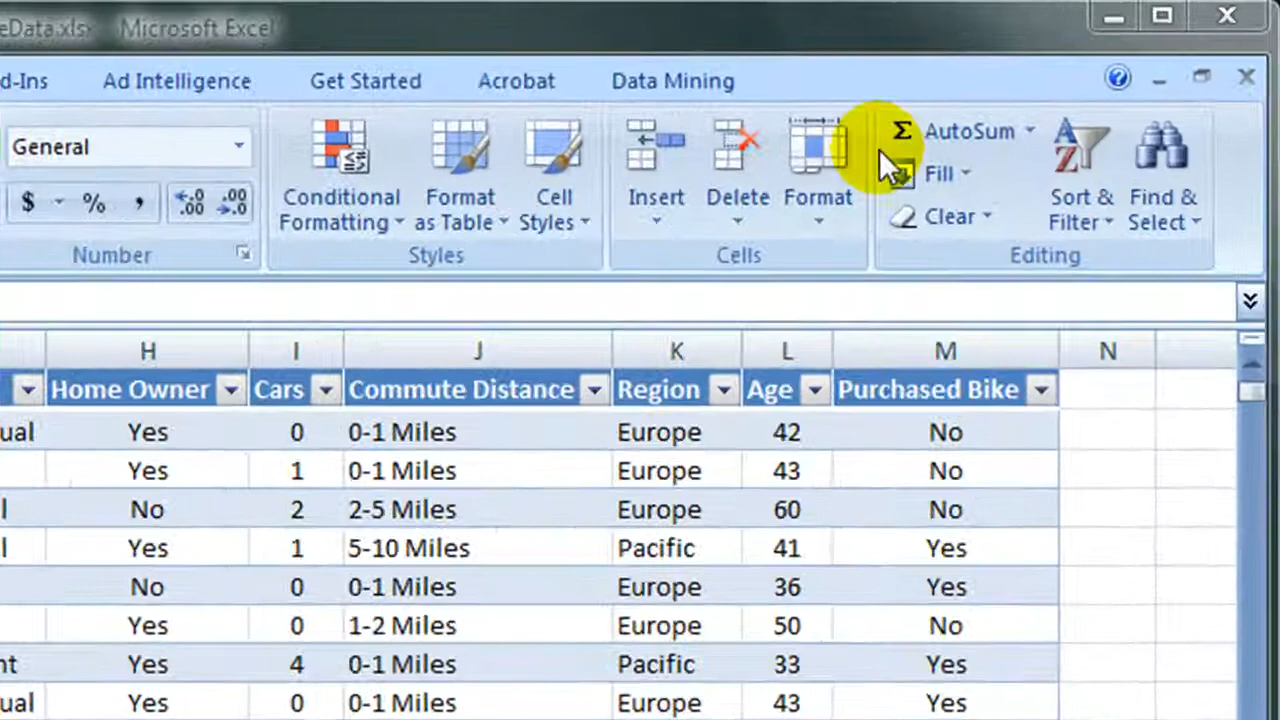 eData.xlsx - Microsoft Excel
d-Ins Ad Intelligence Get Started Acrobat Data Mining
General
$ % , .0 .00 .00 .0
Conditional Formatting
Format as Table
Cell Styles
Insert
Delete
Format
Σ AutoSum
Fill
Clear
A Z Sort & Filter
Find & Select
Number Styles Cells Editing
H I J K L M N
Home Owner Cars Commute Distance Region Age Purchased Bike
ual Yes 0 0-1 Miles Europe 42 No
Yes 1 0-1 Miles Europe 43 No
l No 2 2-5 Miles Europe 60 No
l Yes 1 5-10 Miles Pacific 41 Yes
No 0 0-1 Miles Europe 36 Yes
Yes 0 1-2 Miles Europe 50 No
nt Yes 4 0-1 Miles Pacific 33 Yes
ual Yes 0 0-1 Miles Europe 43 Yes